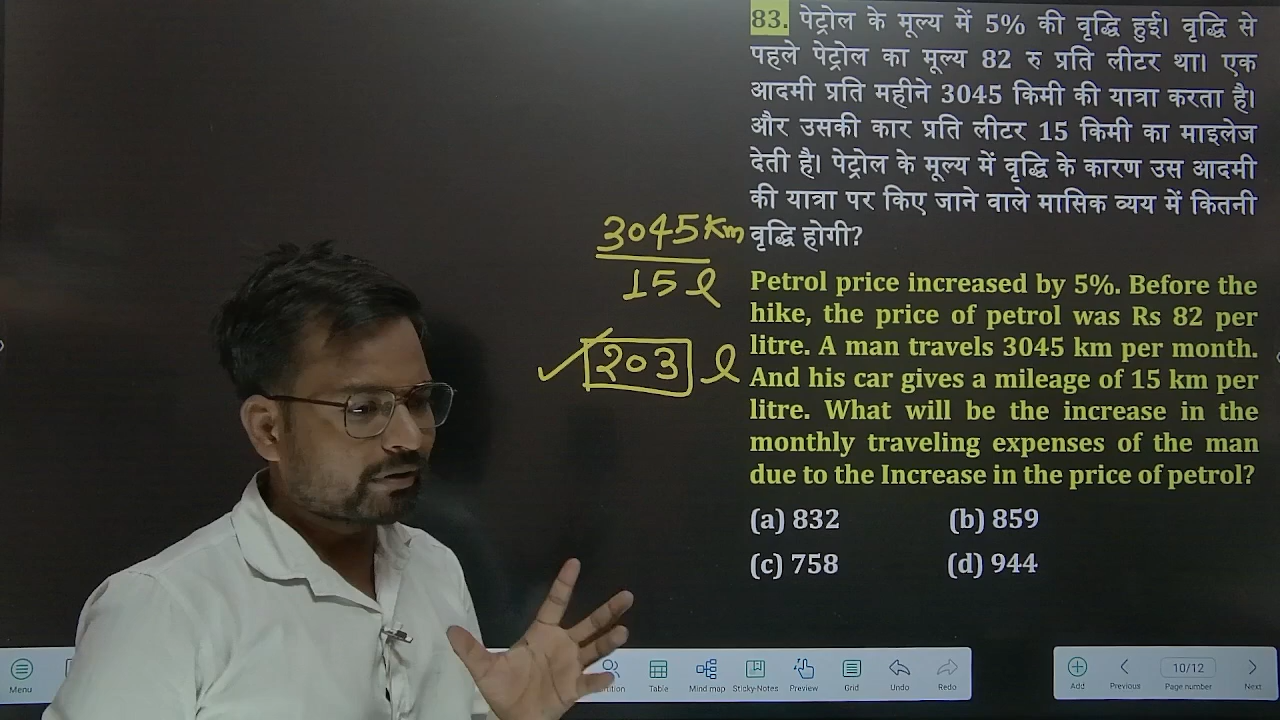 83. पेट्रोल के मूल्य में 5% की वृद्धि हुई। वृद्धि से
पहले पेट्रोल का मूल्य 82 रु प्रति लीटर था। एक
आदमी प्रति महीने 3045 किमी की यात्रा करता है।
और उसकी कार प्रति लीटर 15 किमी का माइलेज
देती है। पेट्रोल के मूल्य में वृद्धि के कारण उस आदमी
की यात्रा पर किए जाने वाले मासिक व्यय में कितनी
वृद्धि होगी?
3045 Km
15 l
203 l
Petrol price increased by 5%. Before the
hike, the price of petrol was Rs 82 per
litre. A man travels 3045 km per month.
And his car gives a mileage of 15 km per
litre. What will be the increase in the
monthly traveling expenses of the man
due to the Increase in the price of petrol?
(a) 832 (b) 859
(c) 758 (d) 944
Menu Table Mind map Sticky-Notes Preview Grid Undo Redo Add Previous 10/12 Page number Next